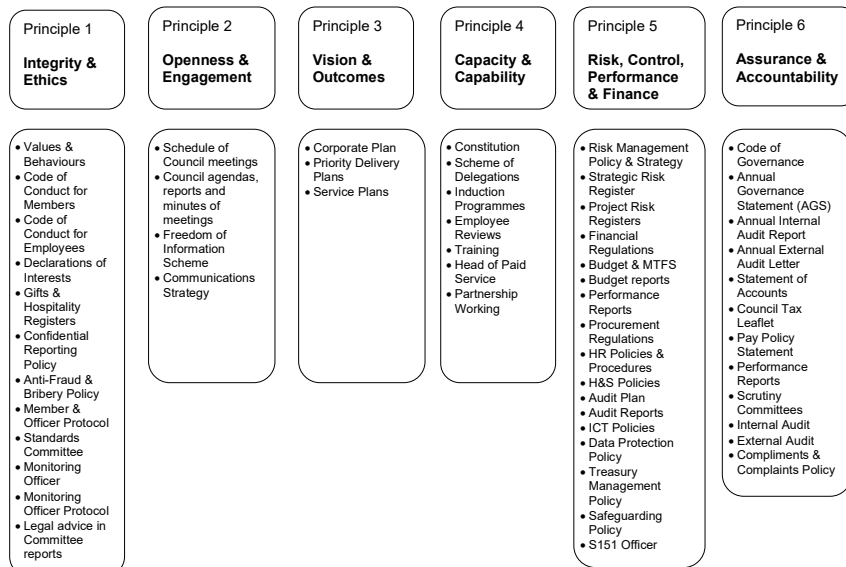 Principle 1
Integrity &
Ethics
Principle 2
Openness &
Engagement
Principle 3
Vision &
Outcomes
Principle 4
Capacity &
Capability
Principle 5
Risk, Control,
Performance
& Finance
Principle 6
Assurance &
Accountability
• Values &
Behaviours
• Code of
Conduct for
Members
• Code of
Conduct for
Employees
• Declarations of
Interests
• Gifts &
Hospitality
Registers
• Confidential
Reporting
Policy
• Anti-Fraud &
Bribery Policy
• Member &
Officer Protocol
• Standards
Committee
• Monitoring
Officer
• Monitoring
Officer Protocol
• Legal advice in
Committee
reports
• Schedule of
Council meetings
• Council agendas,
reports and
minutes of
meetings
• Freedom of
Information
Scheme
• Communications
Strategy
• Corporate Plan
• Priority Delivery
Plans
• Service Plans
• Constitution
• Scheme of
Delegations
• Induction
Programmes
• Employee
Reviews
• Training
• Head of Paid
Service
• Partnership
Working
• Risk Management
Policy & Strategy
• Strategic Risk
Register
• Project Risk
Registers
• Financial
Regulations
• Budget & MTFS
• Budget reports
• Performance
Reports
• Procurement
Regulations
• HR Policies &
Procedures
• H&S Policies
• Audit Plan
• Audit Reports
• ICT Policies
• Data Protection
Policy
• Treasury
Management
Policy
• Safeguarding
Policy
• S151 Officer
• Code of
Governance
• Annual
Governance
Statement (AGS)
• Annual Internal
Audit Report
• Annual External
Audit Letter
• Statement of
Accounts
• Council Tax
Leaflet
• Pay Policy
Statement
• Performance
Reports
• Scrutiny
Committees
• Internal Audit
• External Audit
• Compliments &
Complaints Policy